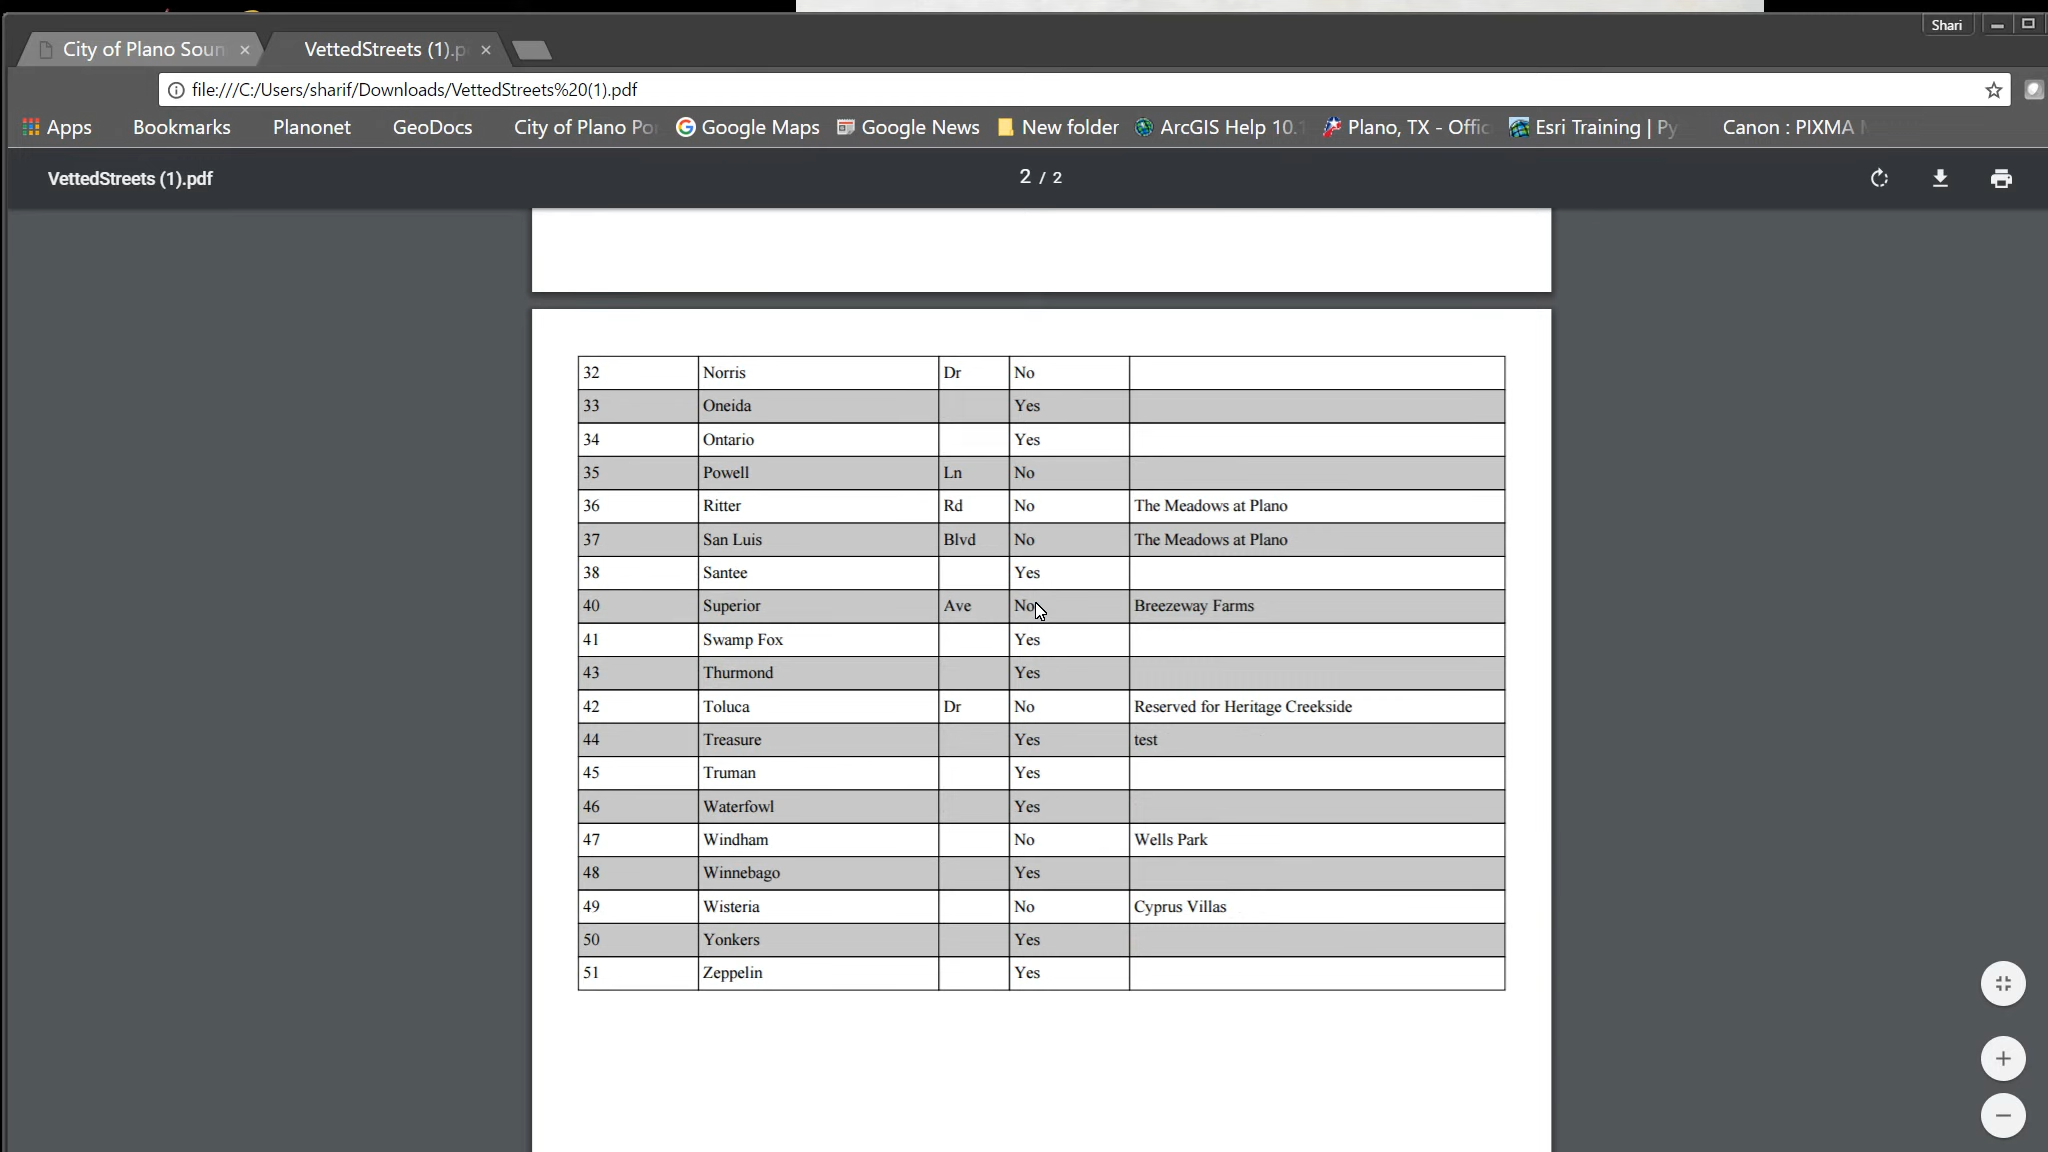 Shari
City of Plano Soun
VettedStreets (1).p
file:///C:/Users/sharif/Downloads/VettedStreets%20(1).pdf
Apps Bookmarks Planonet GeoDocs City of Plano Po Google Maps Google News New folder ArcGIS Help 10.1 Plano, TX - Offic Esri Training | Py Canon : PIXMA
VettedStreets (1).pdf 2 / 2
32 Norris Dr No
33 Oneida Yes
34 Ontario Yes
35 Powell Ln No
36 Ritter Rd No The Meadows at Plano
37 San Luis Blvd No The Meadows at Plano
38 Santee Yes
40 Superior Ave No Breezeway Farms
41 Swamp Fox Yes
43 Thurmond Yes
42 Toluca Dr No Reserved for Heritage Creekside
44 Treasure Yes test
45 Truman Yes
46 Waterfowl Yes
47 Windham No Wells Park
48 Winnebago Yes
49 Wisteria No Cyprus Villas
50 Yonkers Yes
51 Zeppelin Yes